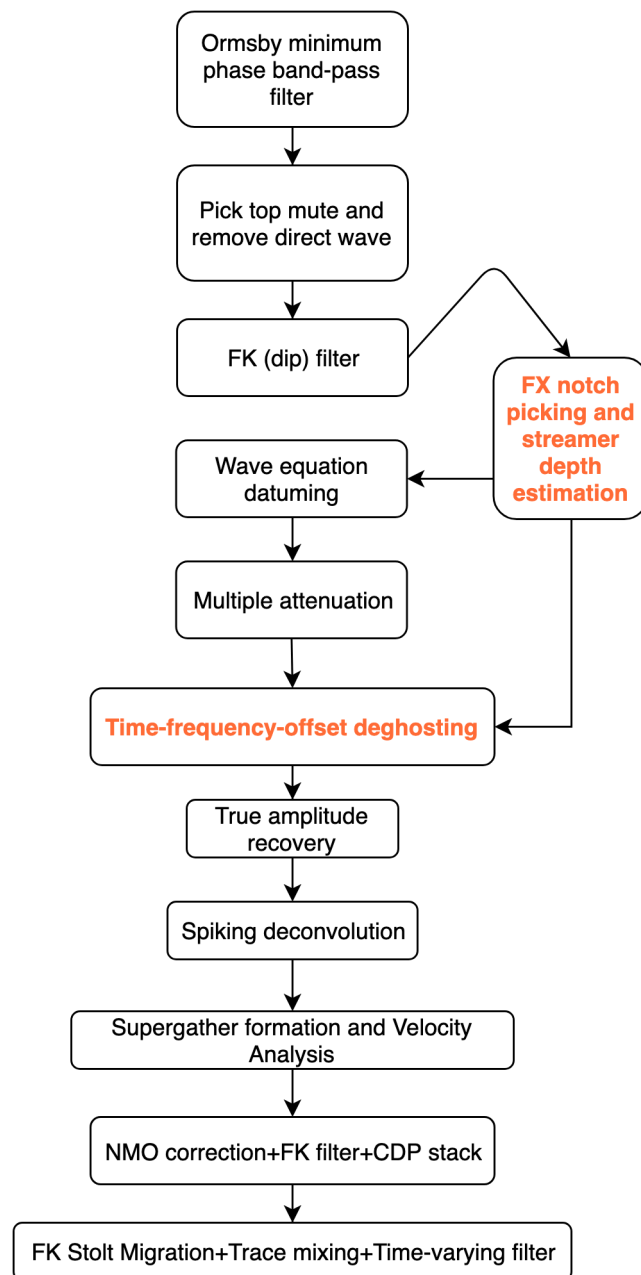 Ormsby minimum
phase band-pass
filter
Pick top mute and
remove direct wave
FK (dip) filter
FX notch
picking and
streamer
depth
estimation
Wave equation
datuming
Multiple attenuation
Time-frequency-offset deghosting
True amplitude
recovery
Spiking deconvolution
Supergather formation and Velocity
Analysis
NMO correction+FK filter+CDP stack
FK Stolt Migration+Trace mixing+Time-varying filter